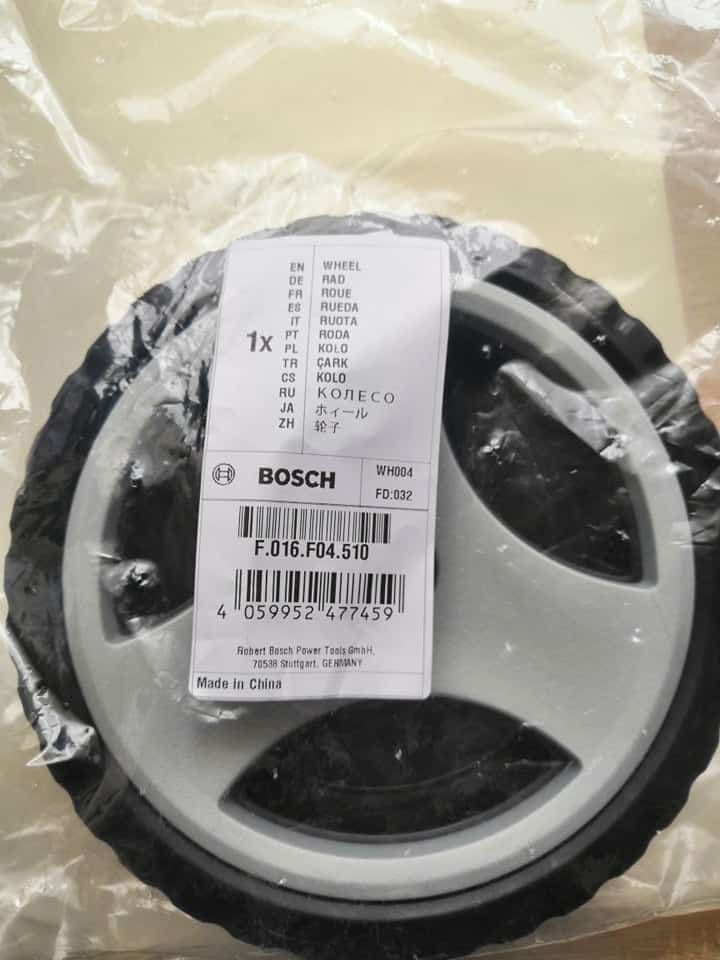 1x
EN WHEEL
DE RAD
FR ROUE
ES RUEDA
IT RUOTA
PT RODA
PL KOŁO
TR ÇARK
CS KOLO
RU КОЛЕСО
JA ホィール
ZH 轮子
BOSCH
WH004
FD:032
F.016.F04.510
4 059952 477459
Robert Bosch Power Tools GmbH,
70538 Stuttgart, GERMANY
Made in China